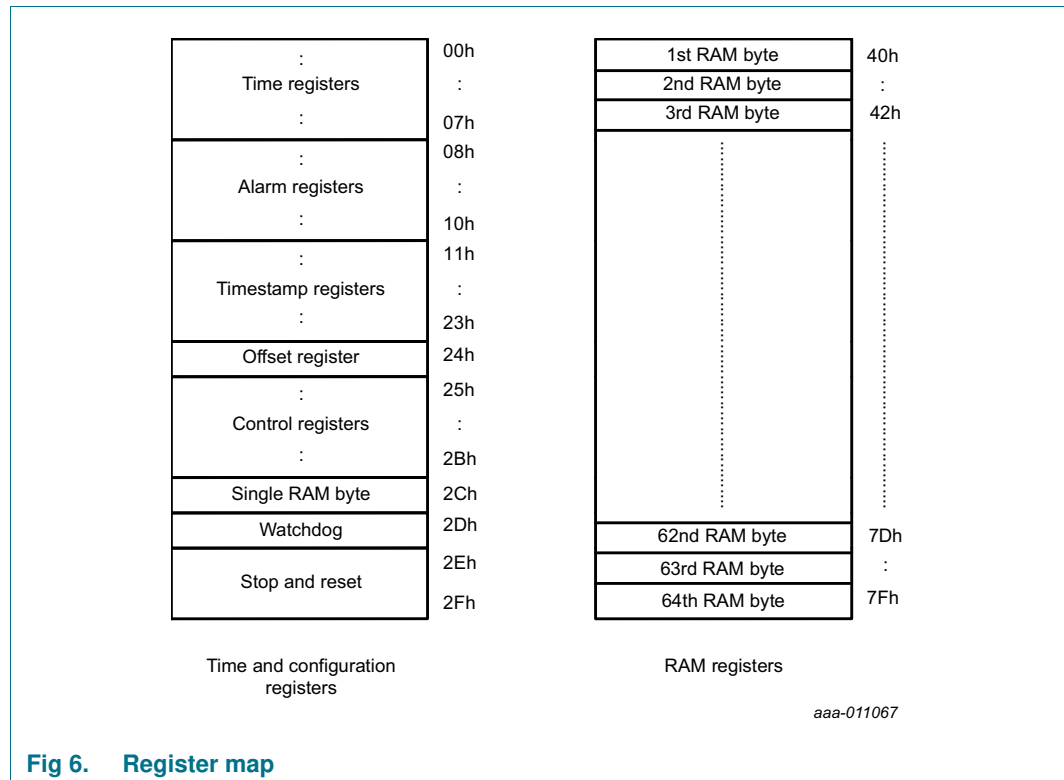 :
Time registers
:
00h
:
07h
:
Alarm registers
:
08h
:
10h
:
Timestamp registers
:
11h
:
23h
Offset register
24h
:
Control registers
:
25h
:
2Bh
Single RAM byte
2Ch
Watchdog
2Dh
Stop and reset
2Eh
2Fh
Time and configuration
registers
1st RAM byte
40h
2nd RAM byte
:
3rd RAM byte
42h
62nd RAM byte
7Dh
63rd RAM byte
:
64th RAM byte
7Fh
RAM registers
aaa-011067
Fig 6. Register map